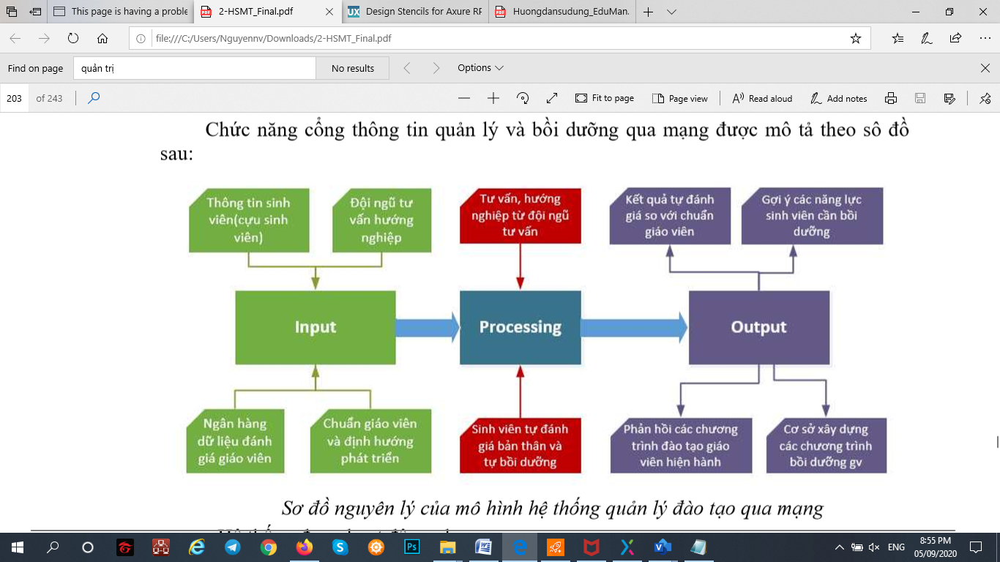 This page is having a proble
2-HSMT_Final.pdf
Design Stencils for Axure RF
Huongdansudung_EduMan.
file:///C:/Users/Nguyennv/Downloads/2-HSMT_Final.pdf
Find on page
quản trị
No results
Options
203
of 243
Fit to page
Page view
Read aloud
Add notes
Chức năng cổng thông tin quản lý và bồi dưỡng qua mạng được mô tả theo sô đồ
sau:
Thông tin sinh
viên(cựu sinh
viên)
Đội ngũ tư
vấn hướng
nghiệp
Tư vấn, hướng
nghiệp từ đội ngũ
tư vấn
Kết quả tự đánh
giá so với chuẩn
giáo viên
Gợi ý các năng lực
sinh viên cần bồi
dưỡng
Input
Processing
Output
Ngân hàng
dữ liệu đánh
giá giáo viên
Chuẩn giáo viên
và định hướng
phát triển
Sinh viên tự đánh
giá bản thân và
tự bồi dưỡng
Phản hồi các chương
trình đào tạo giáo
viên hiện hành
Cơ sở xây dựng
các chương trình
bồi dưỡng gv
Sơ đồ nguyên lý của mô hình hệ thống quản lý đào tạo qua mạng
ENG
8:55 PM
05/09/2020